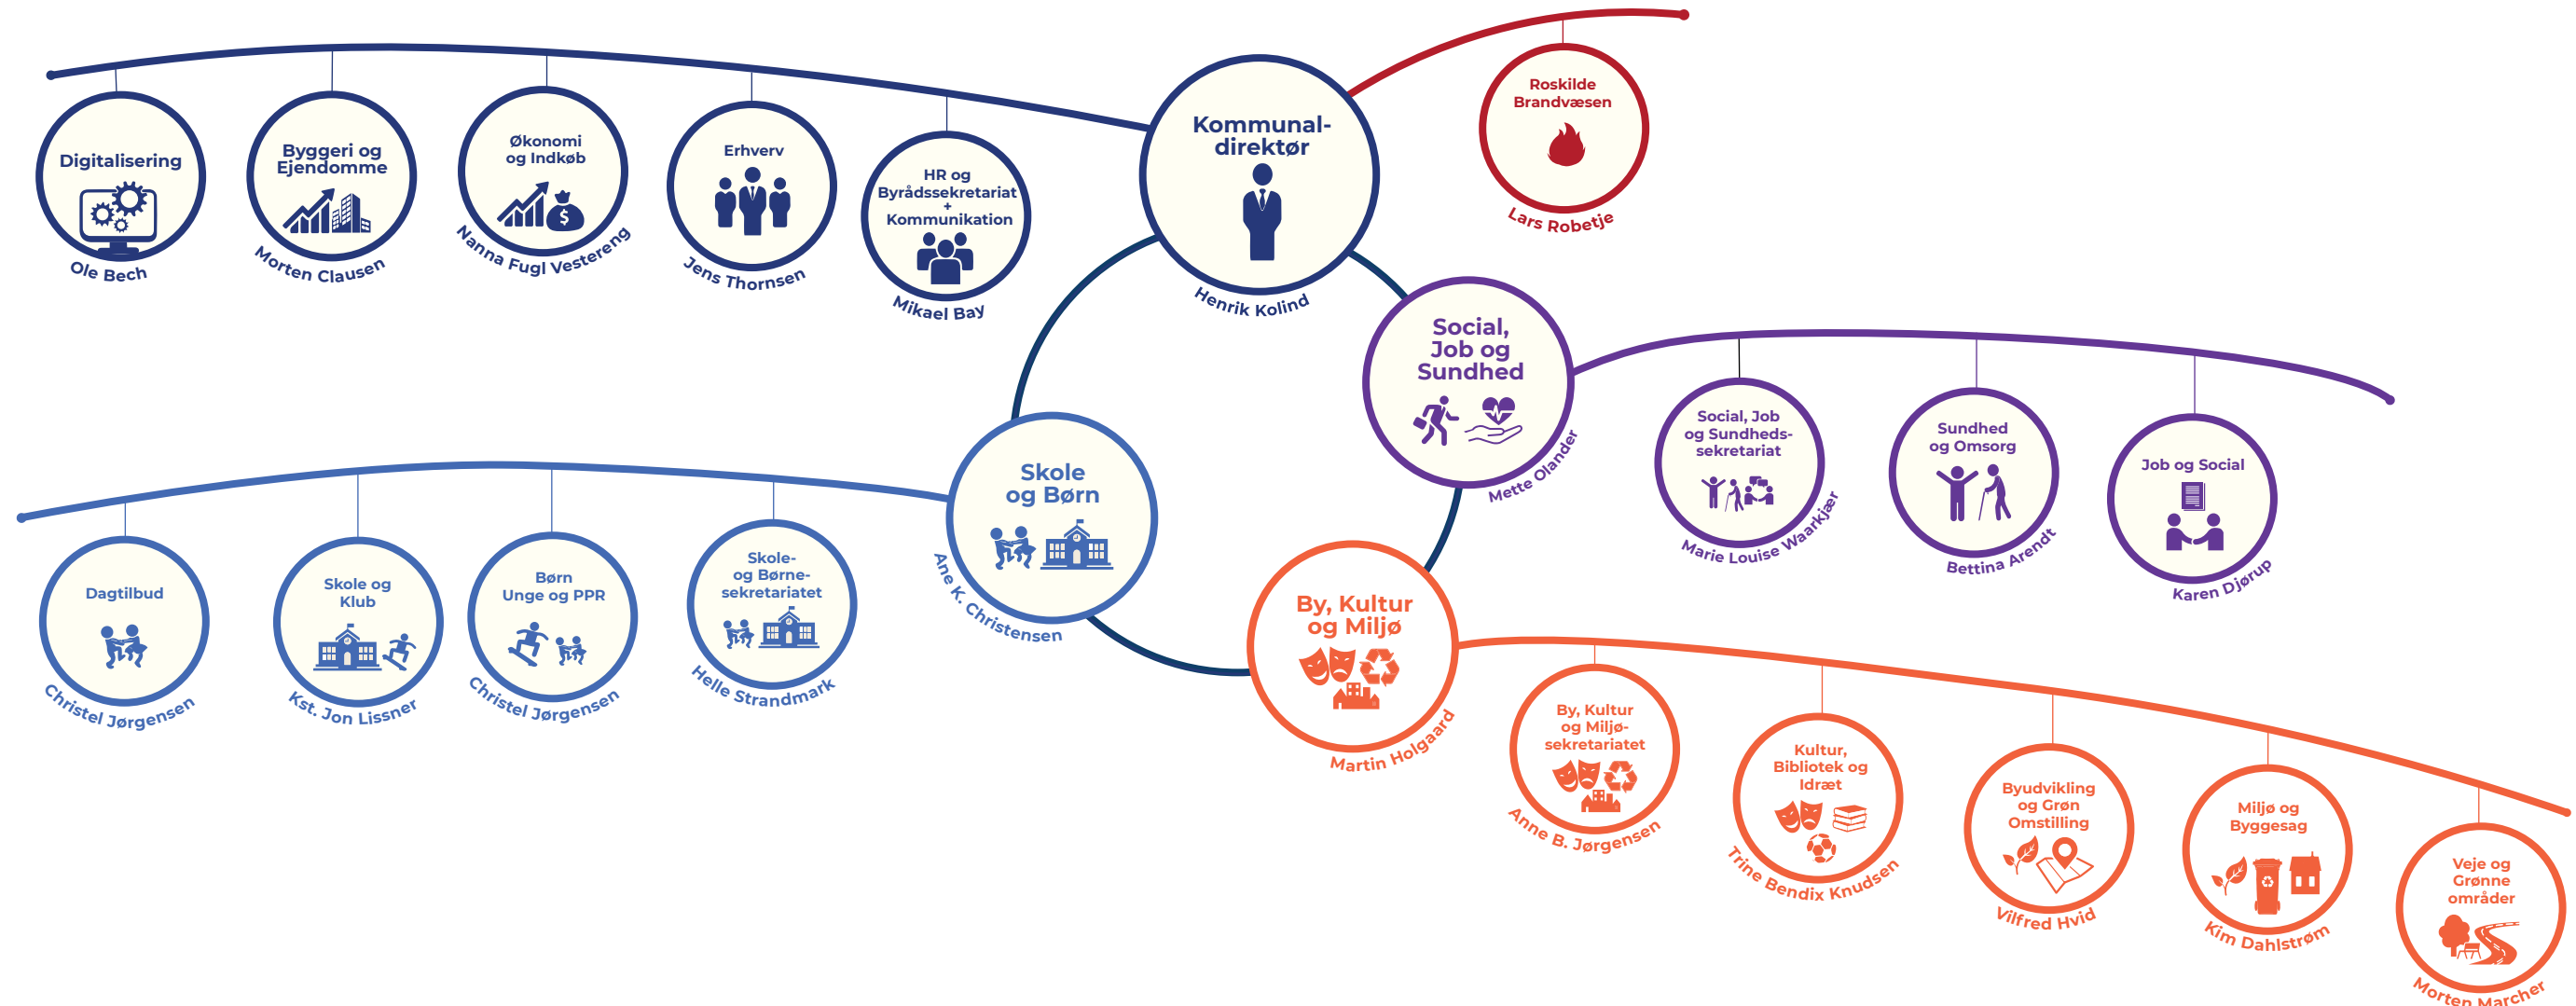 Digitalisering
Ole Bech
Byggeri og
Ejendomme
Morten Clausen
Økonomi
og Indkøb
$
Nanna Fugl Vestereng
Erhverv
Jens Thornsen
HR og
Byrådssekretariat
+
Kommunikation
Mikael Bay
Kommunal-
direktør
Henrik Kolind
Roskilde
Brandvæsen
Lars Robetje
Social,
Job og
Sundhed
Mette Olander
Social, Job
og Sundheds-
sekretariat
Marie Louise Waarkjær
Sundhed
og Omsorg
Bettina Arendt
Job og Social
Karen Djørup
Skole
og Børn
Ane K. Christensen
Dagtilbud
Christel Jørgensen
Skole og
Klub
Kst. Jon Lissner
Børn
Unge og PPR
Christel Jørgensen
Skole-
og Børne-
sekretariatet
Helle Strandmark
By, Kultur
og Miljø
Martin Holgaard
By, Kultur
og Miljø-
sekretariatet
Anne B. Jørgensen
Kultur,
Bibliotek og
Idræt
Trine Bendix Knudsen
Byudvikling
og Grøn
Omstilling
Vilfred Hvid
Miljø og
Byggesag
Kim Dahlstrøm
Veje og
Grønne
områder
Morten Marcher